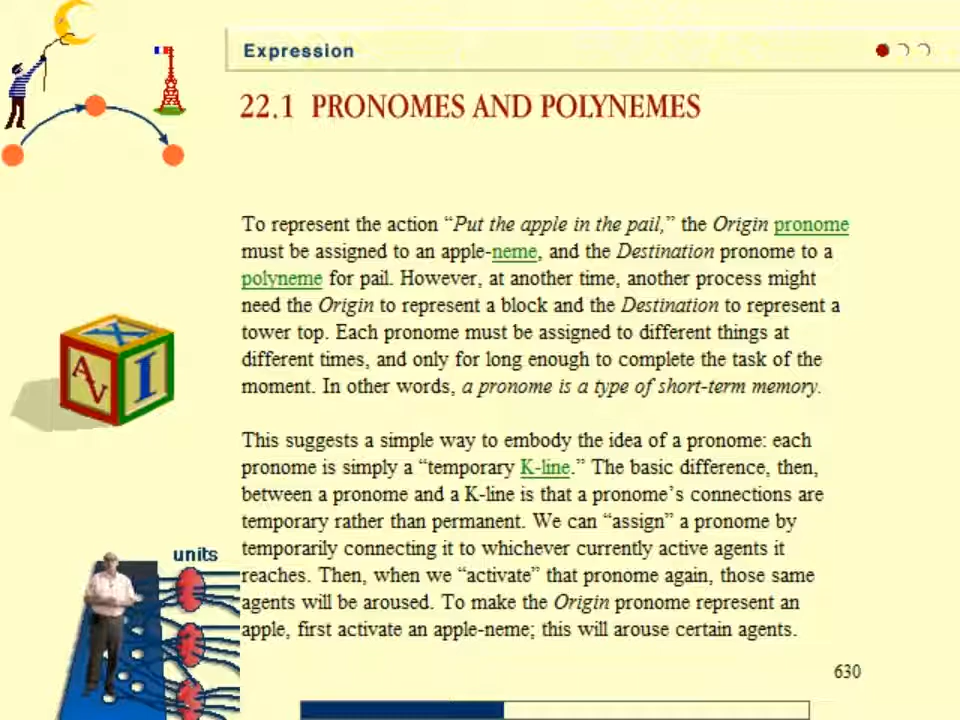 Expression
22.1 PRONOMES AND POLYNEMES
To represent the action “Put the apple in the pail,” the Origin pronome
must be assigned to an apple-neme, and the Destination pronome to a
polyneme for pail. However, at another time, another process might
need the Origin to represent a block and the Destination to represent a
tower top. Each pronome must be assigned to different things at
different times, and only for long enough to complete the task of the
moment. In other words, a pronome is a type of short-term memory.
This suggests a simple way to embody the idea of a pronome: each
pronome is simply a “temporary K-line.” The basic difference, then,
between a pronome and a K-line is that a pronome’s connections are
temporary rather than permanent. We can “assign” a pronome by
temporarily connecting it to whichever currently active agents it
reaches. Then, when we “activate” that pronome again, those same
agents will be aroused. To make the Origin pronome represent an
apple, first activate an apple-neme; this will arouse certain agents.
X
A
V
I
units
630